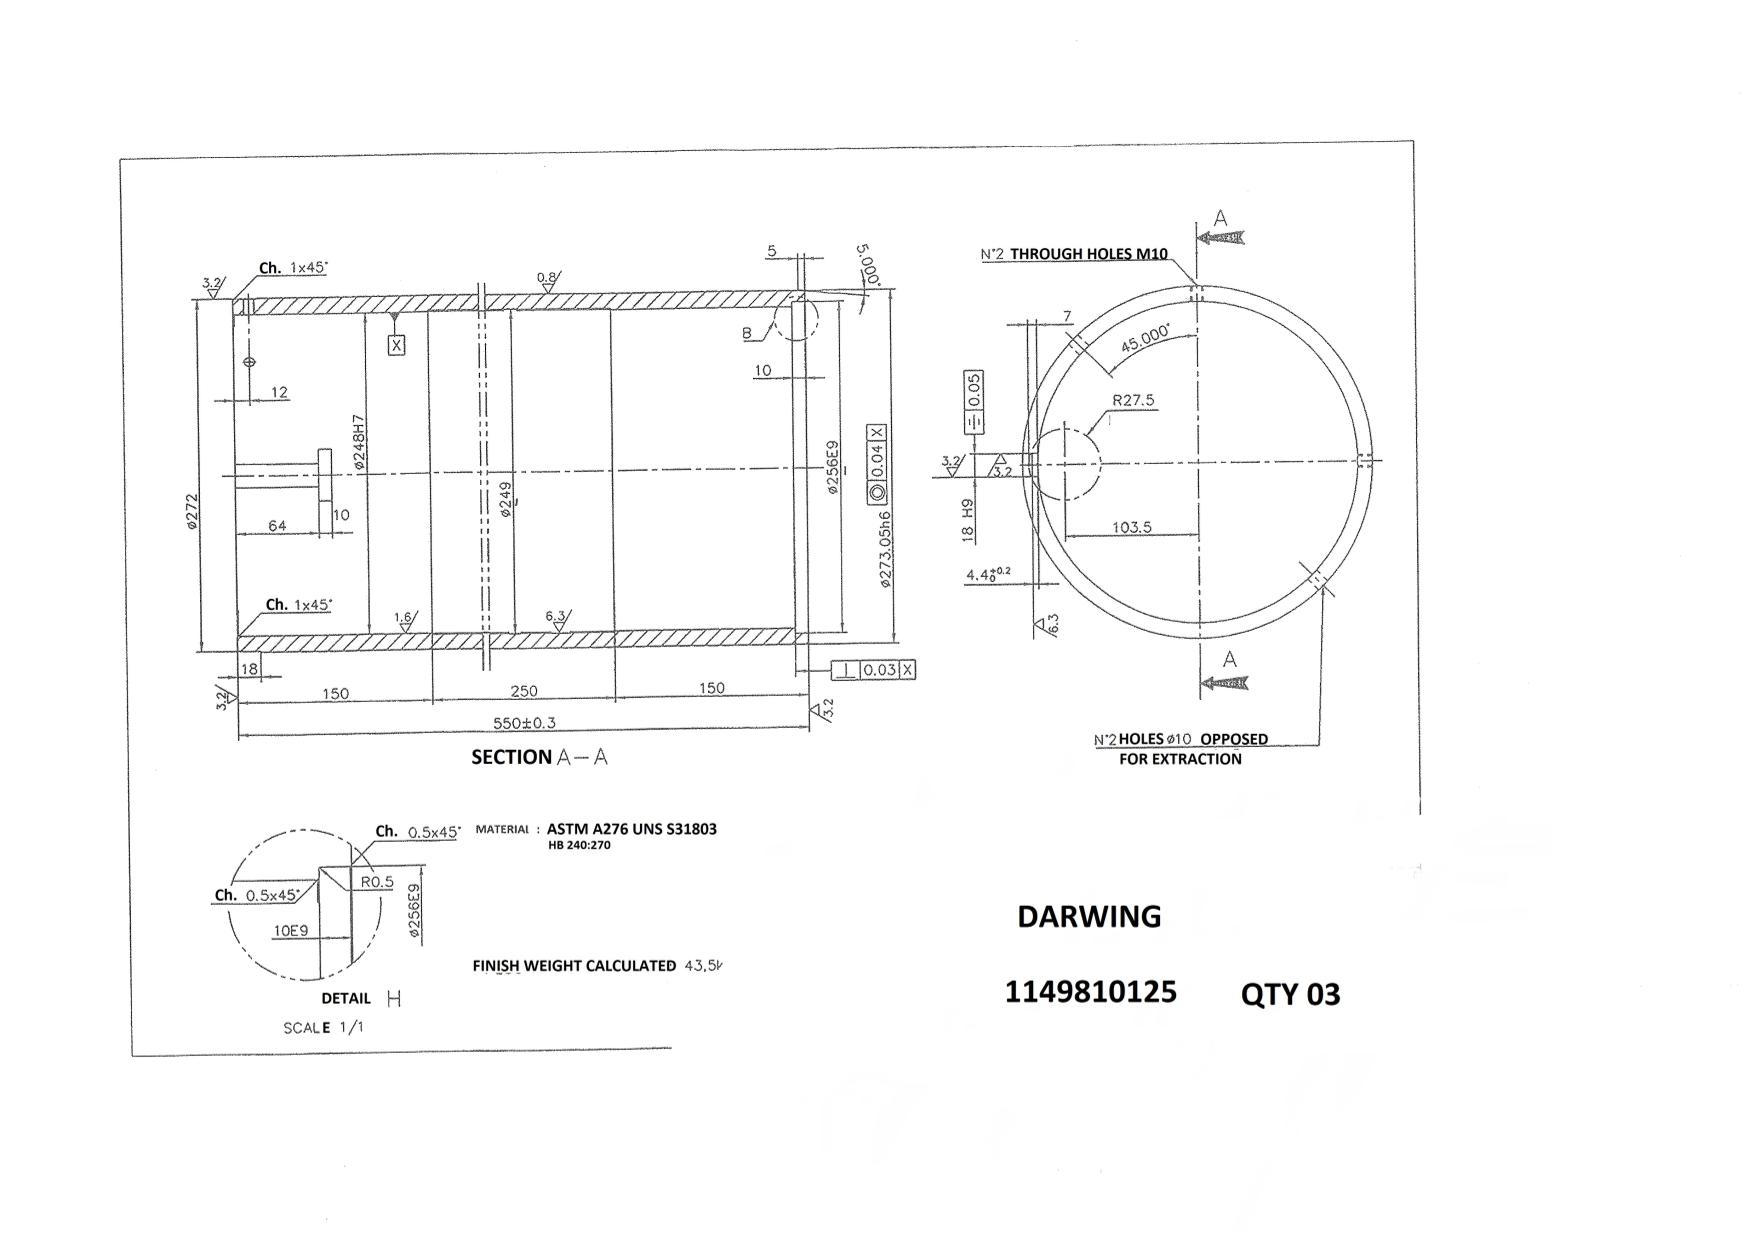 3.2
Ch. 1x45°
0.8
5
5.000°
X
B
12
10
ø248H7
ø249
ø256E9
◎ 0.04 X
ø272
64
10
ø273.05h6
Ch. 1x45°
1.6
6.3
18
⊥ 0.03 X
3.2
150
250
150
3.2
550±0.3
SECTION A-A
A
N°2 THROUGH HOLES M10
7
45.000°
0.05
R27.5
3.2
3.2
18 H9
103.5
4.4 +0.2 0
6.3
A
N°2 HOLES ø10 OPPOSED
FOR EXTRACTION
Ch. 0.5x45°
MATERIAL : ASTM A276 UNS S31803
HB 240:270
R0.5
Ch. 0.5x45°
ø256E9
10E9
FINISH WEIGHT CALCULATED 43,5
DETAIL H
SCALE 1/1
DARWING
1149810125 QTY 03